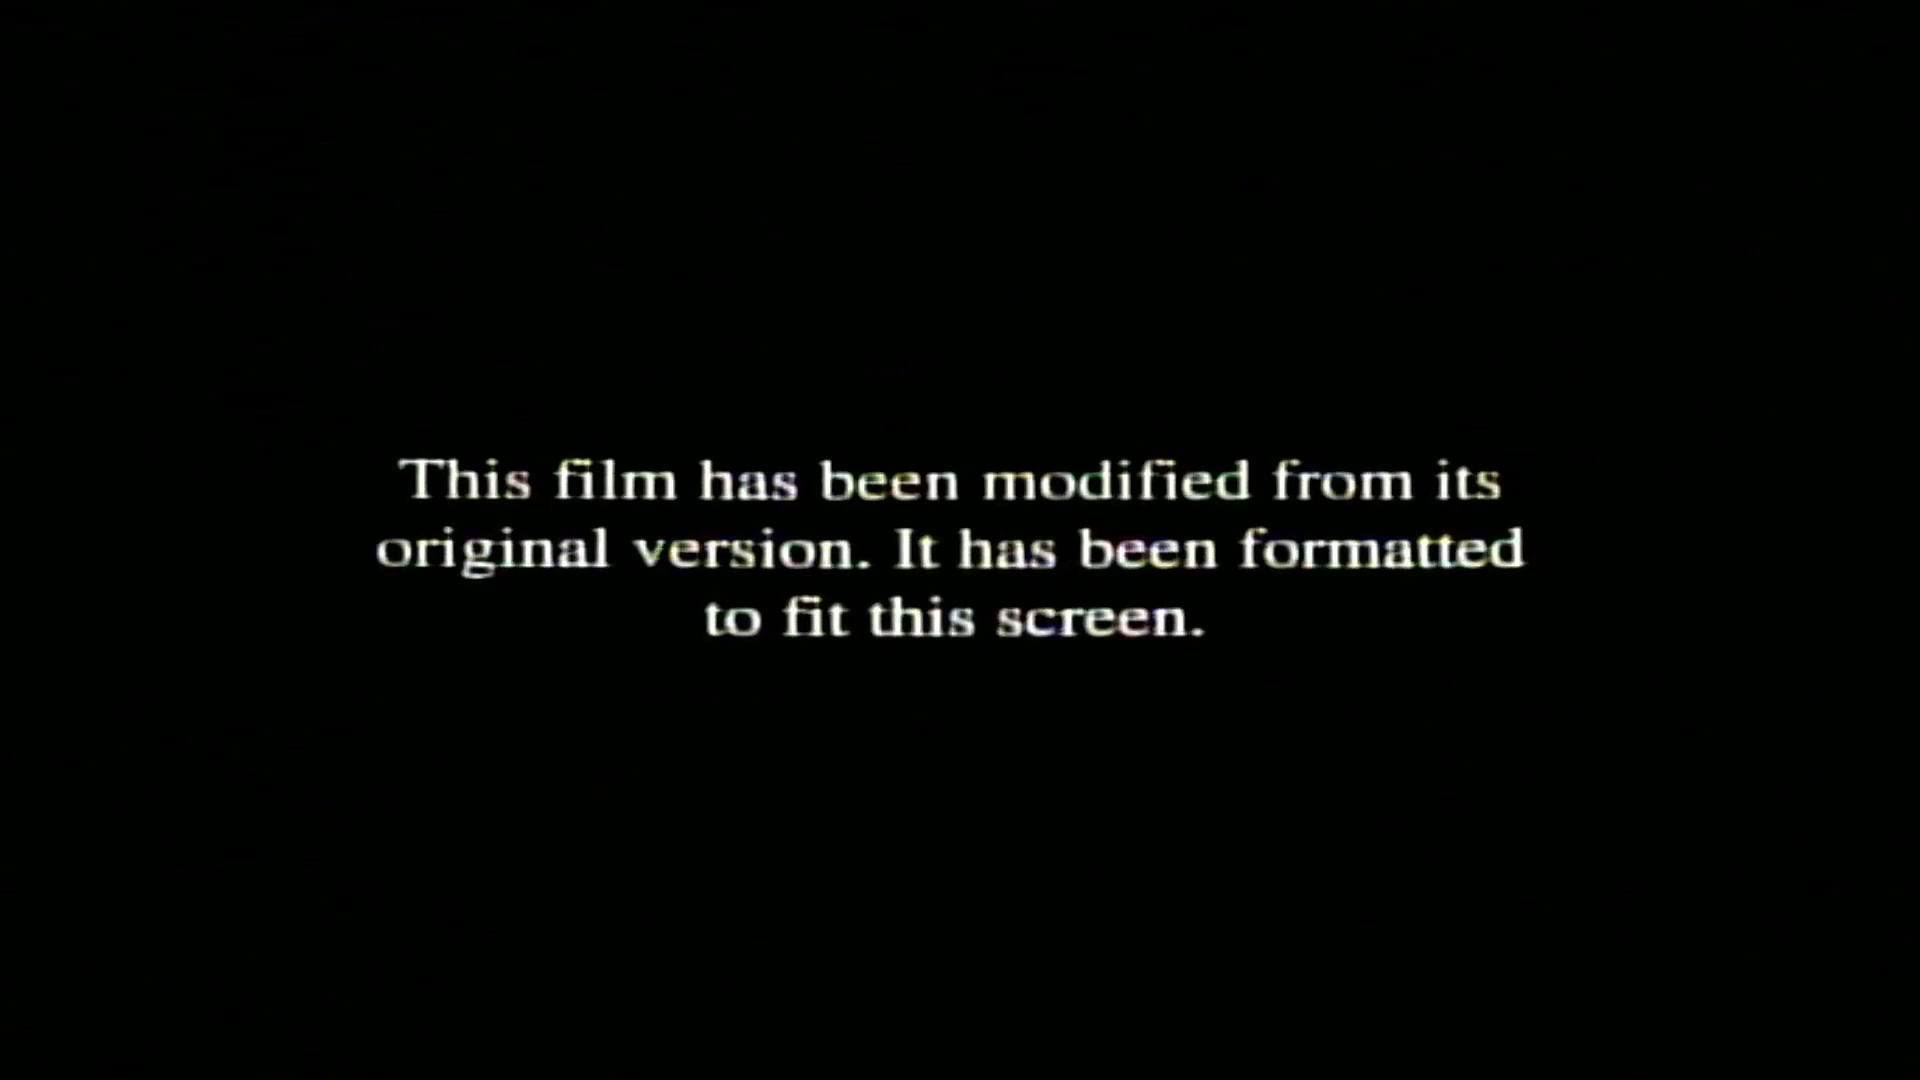 This film has been modified from its
original version. It has been formatted
to fit this screen.